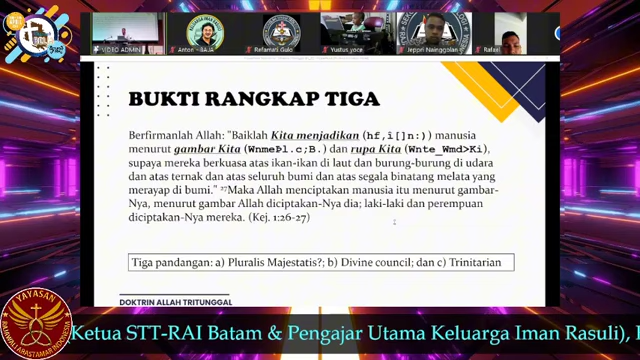 VIDEO ADMIN
Anton - BAJA
Rafamati Gulo
Yustus yoce
Jeppri Nainggolan
Rafael
BUKTI RANGKAP TIGA
Berfirmanlah Allah: "Baiklah Kita menjadikan (hf,i[]n:) manusia
menurut gambar Kita (WnmeÞl.c;B.) dan rupa Kita (Wnte_Wmd>Ki),
supaya mereka berkuasa atas ikan-ikan di laut dan burung-burung di udara
dan atas ternak dan atas seluruh bumi dan atas segala binatang melata yang
merayap di bumi." ²⁷Maka Allah menciptakan manusia itu menurut gambar-
Nya, menurut gambar Allah diciptakan-Nya dia; laki-laki dan perempuan
diciptakan-Nya mereka. (Kej. 1:26-27)
Tiga pandangan: a) Pluralis Majestatis?; b) Divine council; dan c) Trinitarian
DOKTRIN ALLAH TRITUNGGAL
YAYASAN
RAJAWALI ARASTAMAR INDONESIA
Ketua STT-RAI Batam & Pengajar Utama Keluarga Iman Rasuli),